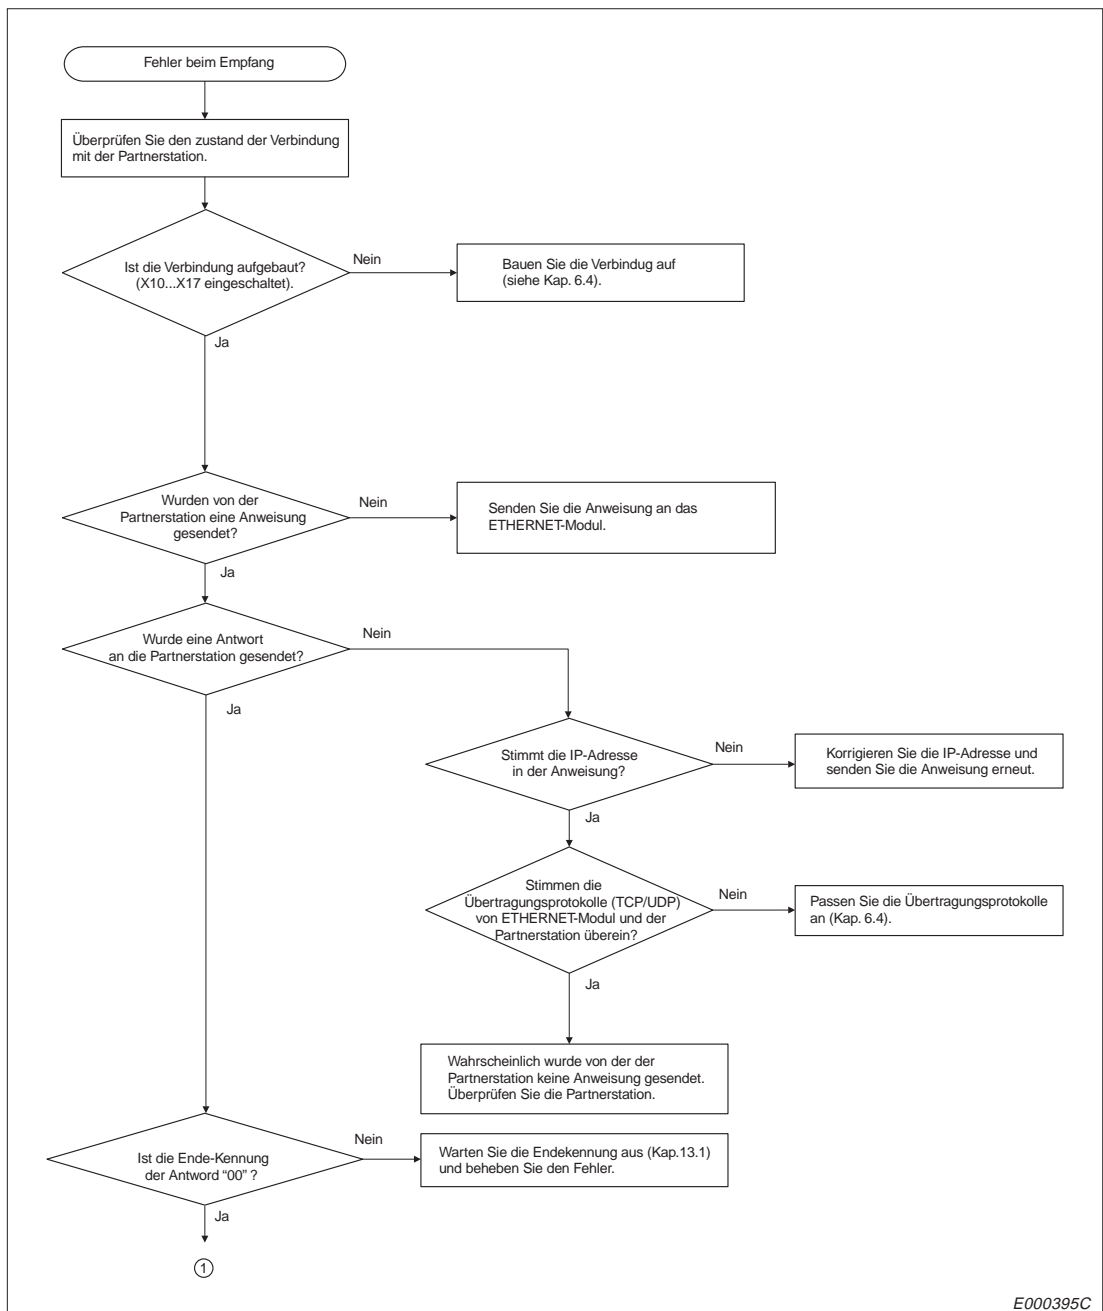 Fehler beim Empfang
Überprüfen Sie den zustand der Verbindung
mit der Partnerstation.
Ist die Verbindung aufgebaut?
(X10...X17 eingeschaltet).
Nein
Bauen Sie die Verbindug auf
(siehe Kap. 6.4).
Ja
Wurden von der
Partnerstation eine Anweisung
gesendet?
Nein
Senden Sie die Anweisung an das
ETHERNET-Modul.
Ja
Wurde eine Antwort
an die Partnerstation gesendet?
Nein
Ja
Stimmt die IP-Adresse
in der Anweisung?
Nein
Korrigieren Sie die IP-Adresse und
senden Sie die Anweisung erneut.
Ja
Stimmen die
Übertragungsprotokolle (TCP/UDP)
von ETHERNET-Modul und der
Partnerstation überein?
Nein
Passen Sie die Übertragungsprotokolle
an (Kap. 6.4).
Ja
Wahrscheinlich wurde von der der
Partnerstation keine Anweisung gesendet.
Überprüfen Sie die Partnerstation.
Ist die Ende-Kennung
der Antword “00” ?
Nein
Warten Sie die Endekennung aus (Kap.13.1)
und beheben Sie den Fehler.
Ja
1
E000395C